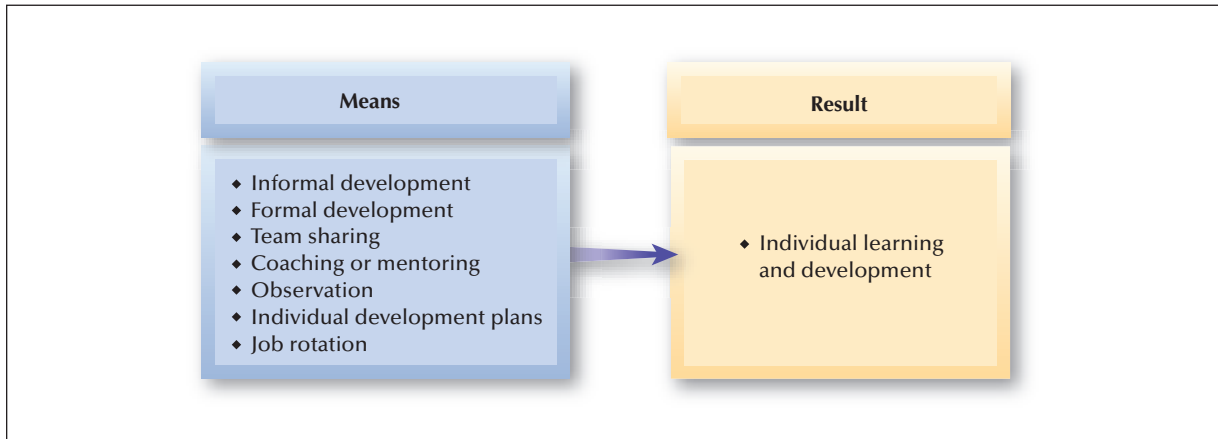 Means
◆ Informal development
◆ Formal development
◆ Team sharing
◆ Coaching or mentoring
◆ Observation
◆ Individual development plans
◆ Job rotation
Result
◆ Individual learning
and development